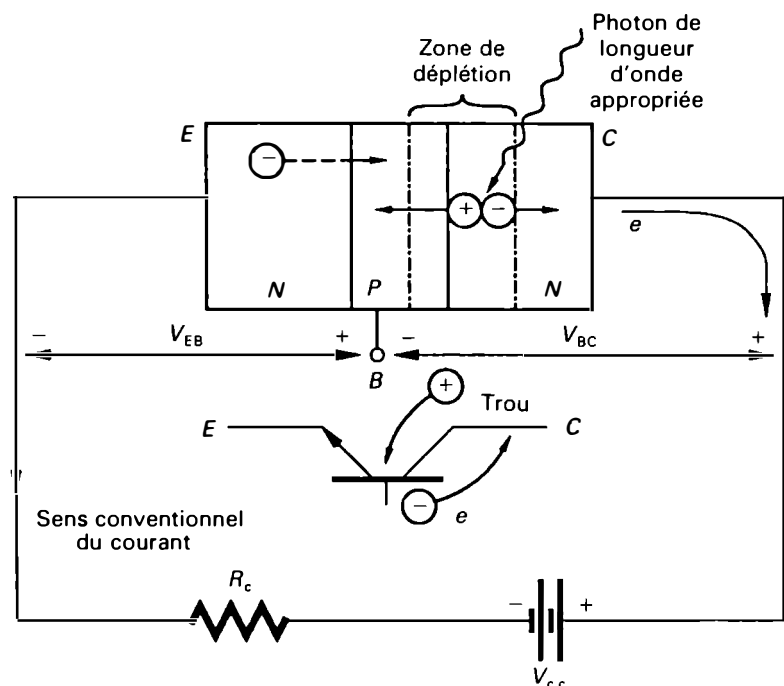 Photon de
longueur
d'onde
appropriée
Zone de
déplétion
E
C
−
+ −
e
N
P
N
− V_EB + − V_BC +
B
+
Trou
E
C
−
e
Sens conventionnel
du courant
R_c
− +
V_cc